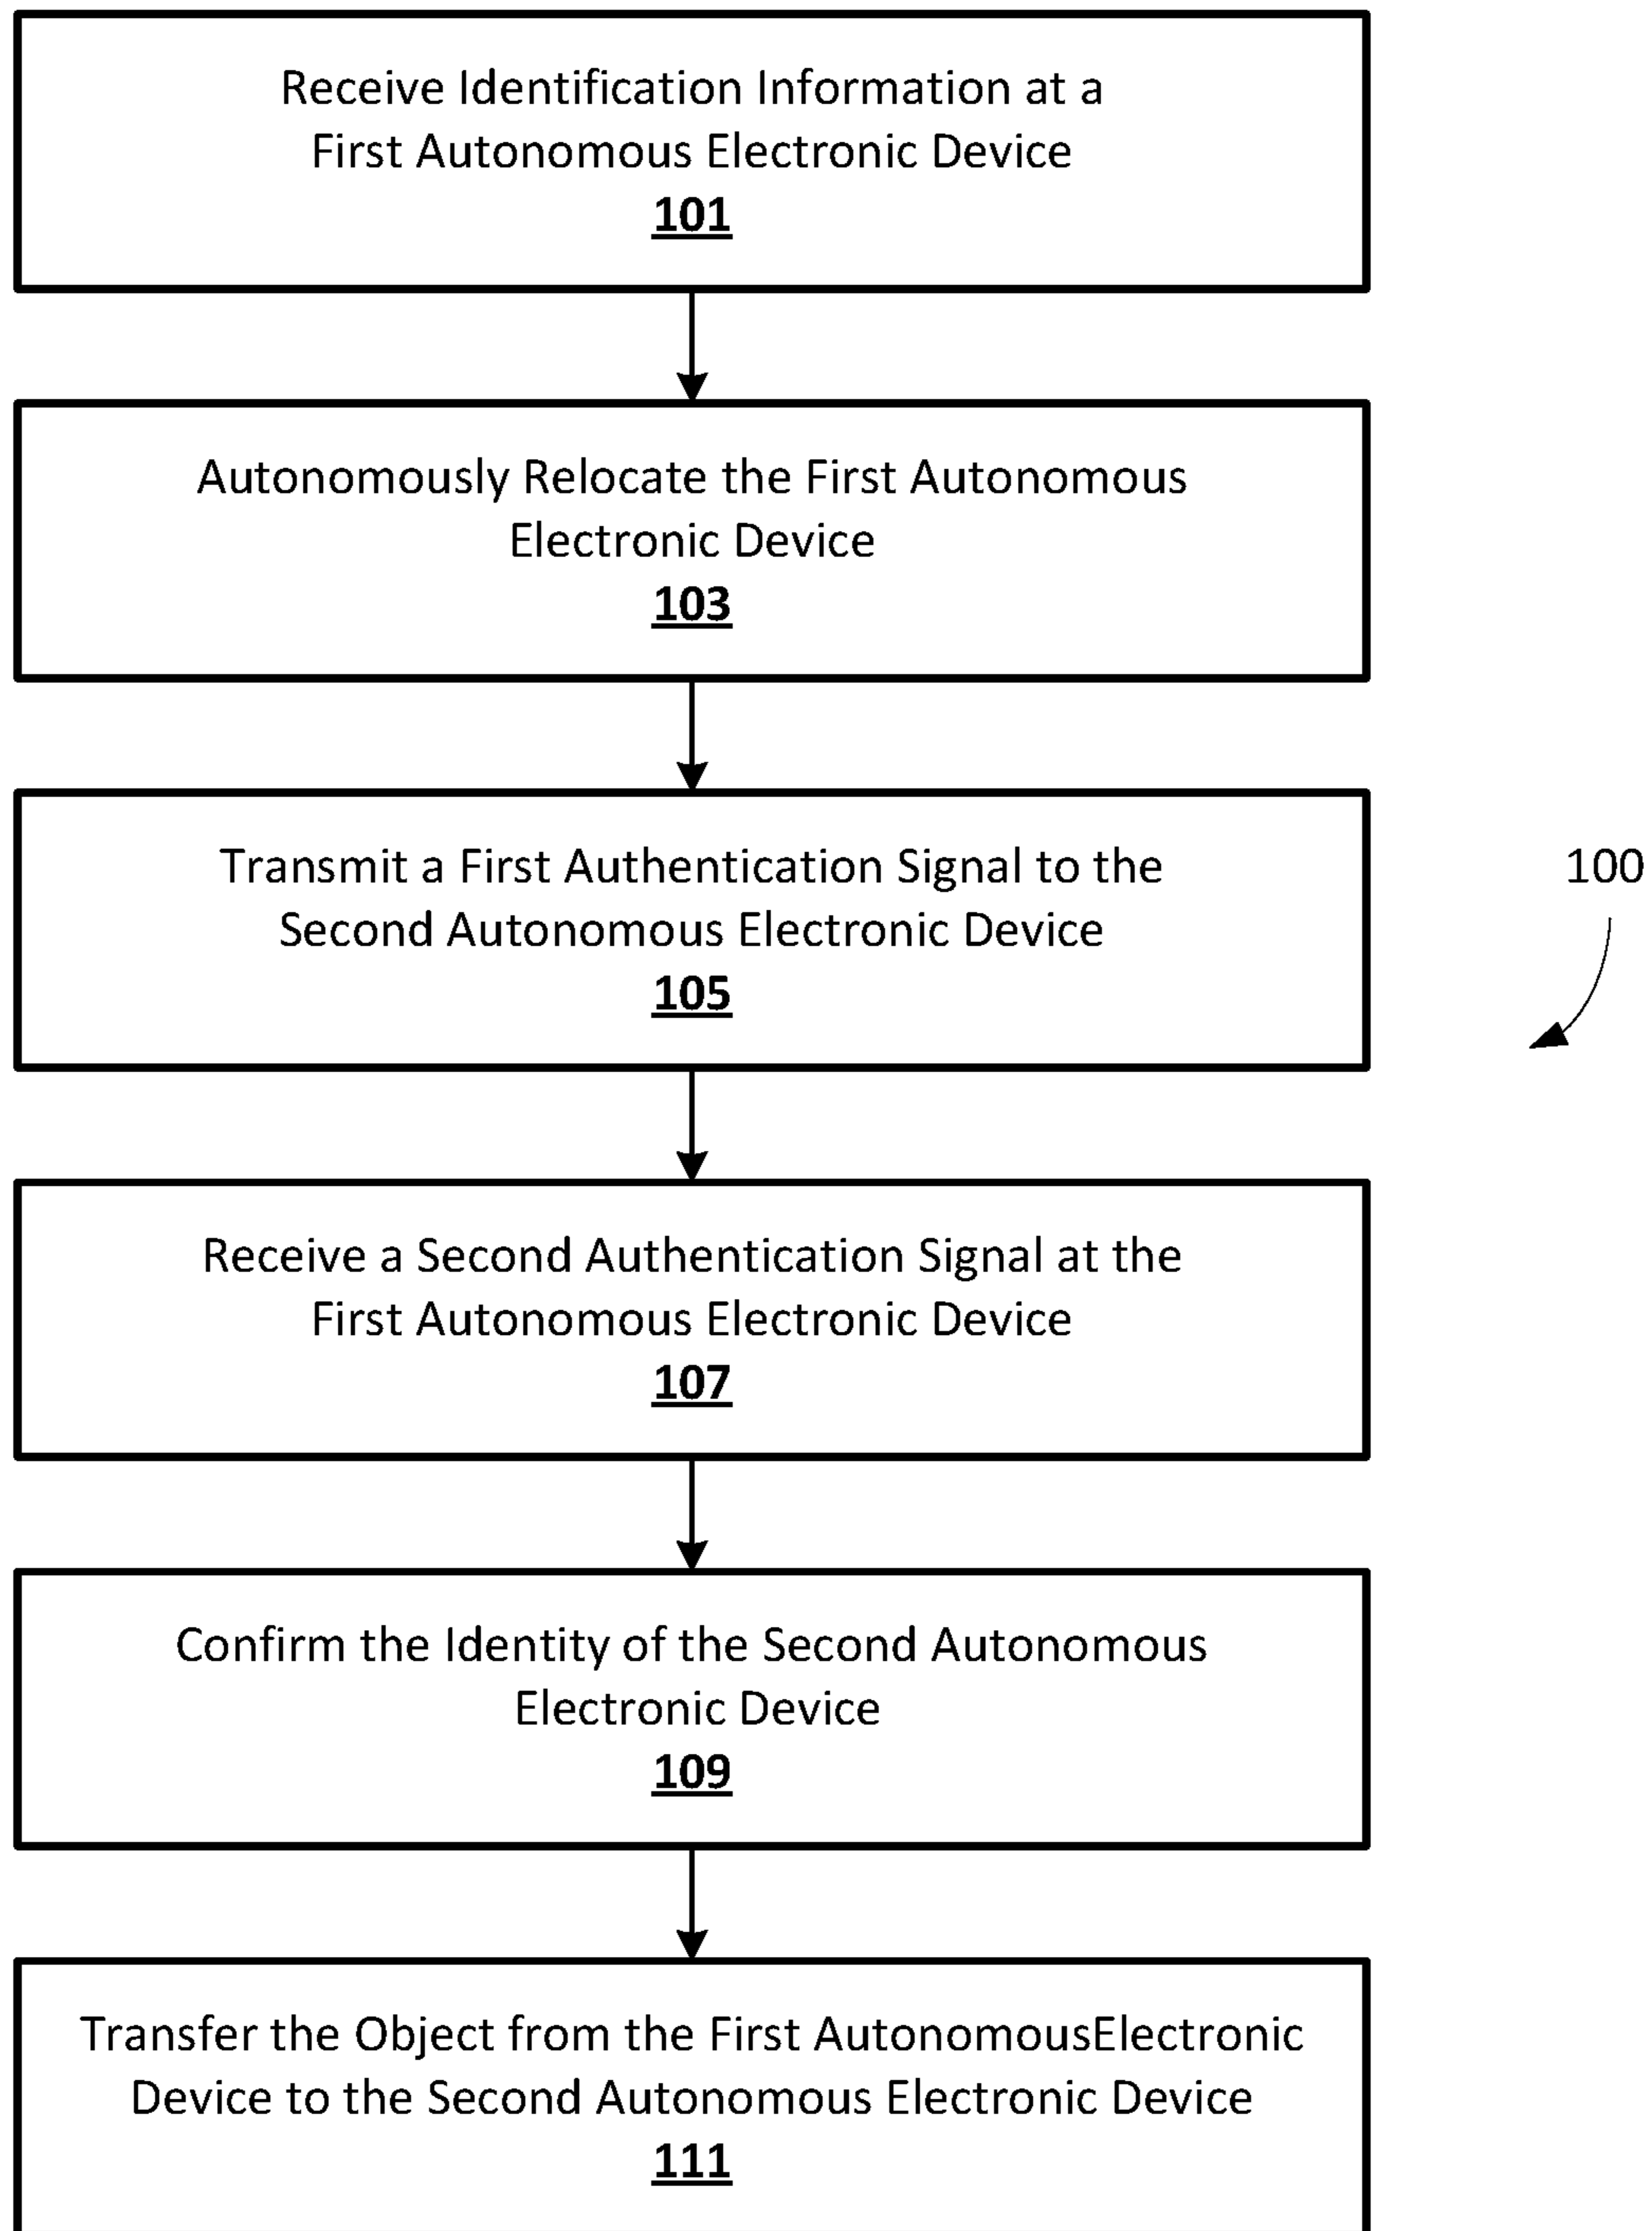 Receive Identification Information at a
First Autonomous Electronic Device
101
Autonomously Relocate the First Autonomous
Electronic Device
103
Transmit a First Authentication Signal to the
Second Autonomous Electronic Device
105
100
Receive a Second Authentication Signal at the
First Autonomous Electronic Device
107
Confirm the Identity of the Second Autonomous
Electronic Device
109
Transfer the Object from the First AutonomousElectronic
Device to the Second Autonomous Electronic Device
111